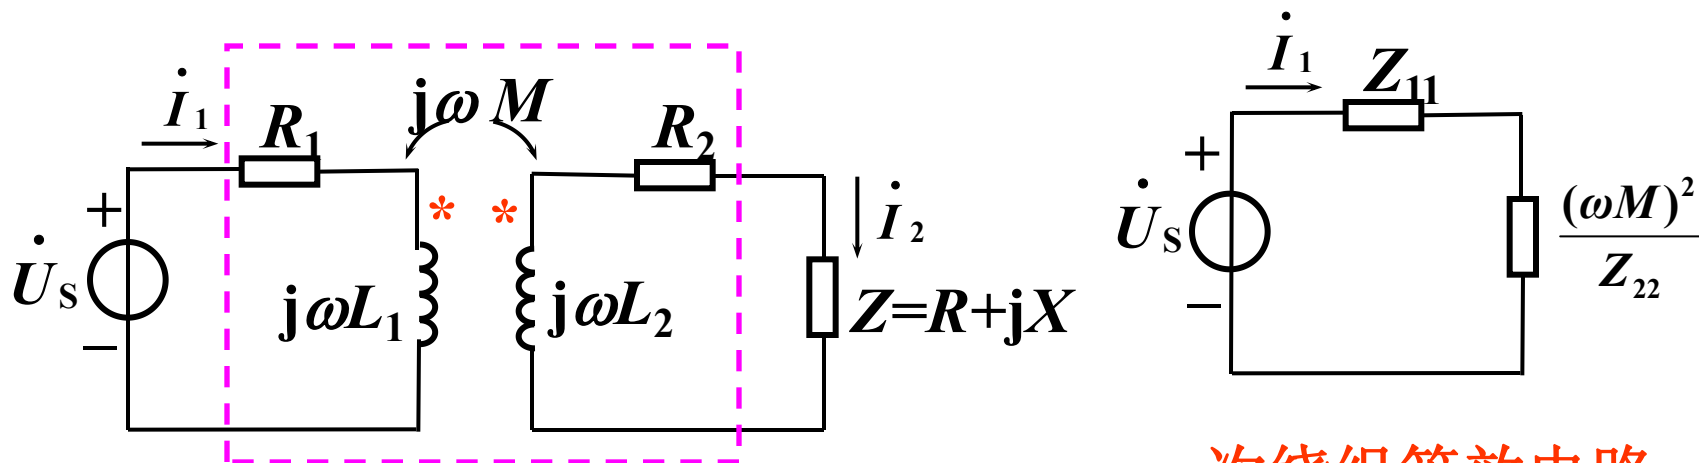 İ₁
R₁
jωM
R₂
+
U̇S
−
*
*
jωL₁
jωL₂
İ₂
Z=R+jX
İ₁
Z₁₁
+
U̇S
−
(ωM)²
Z₂₂